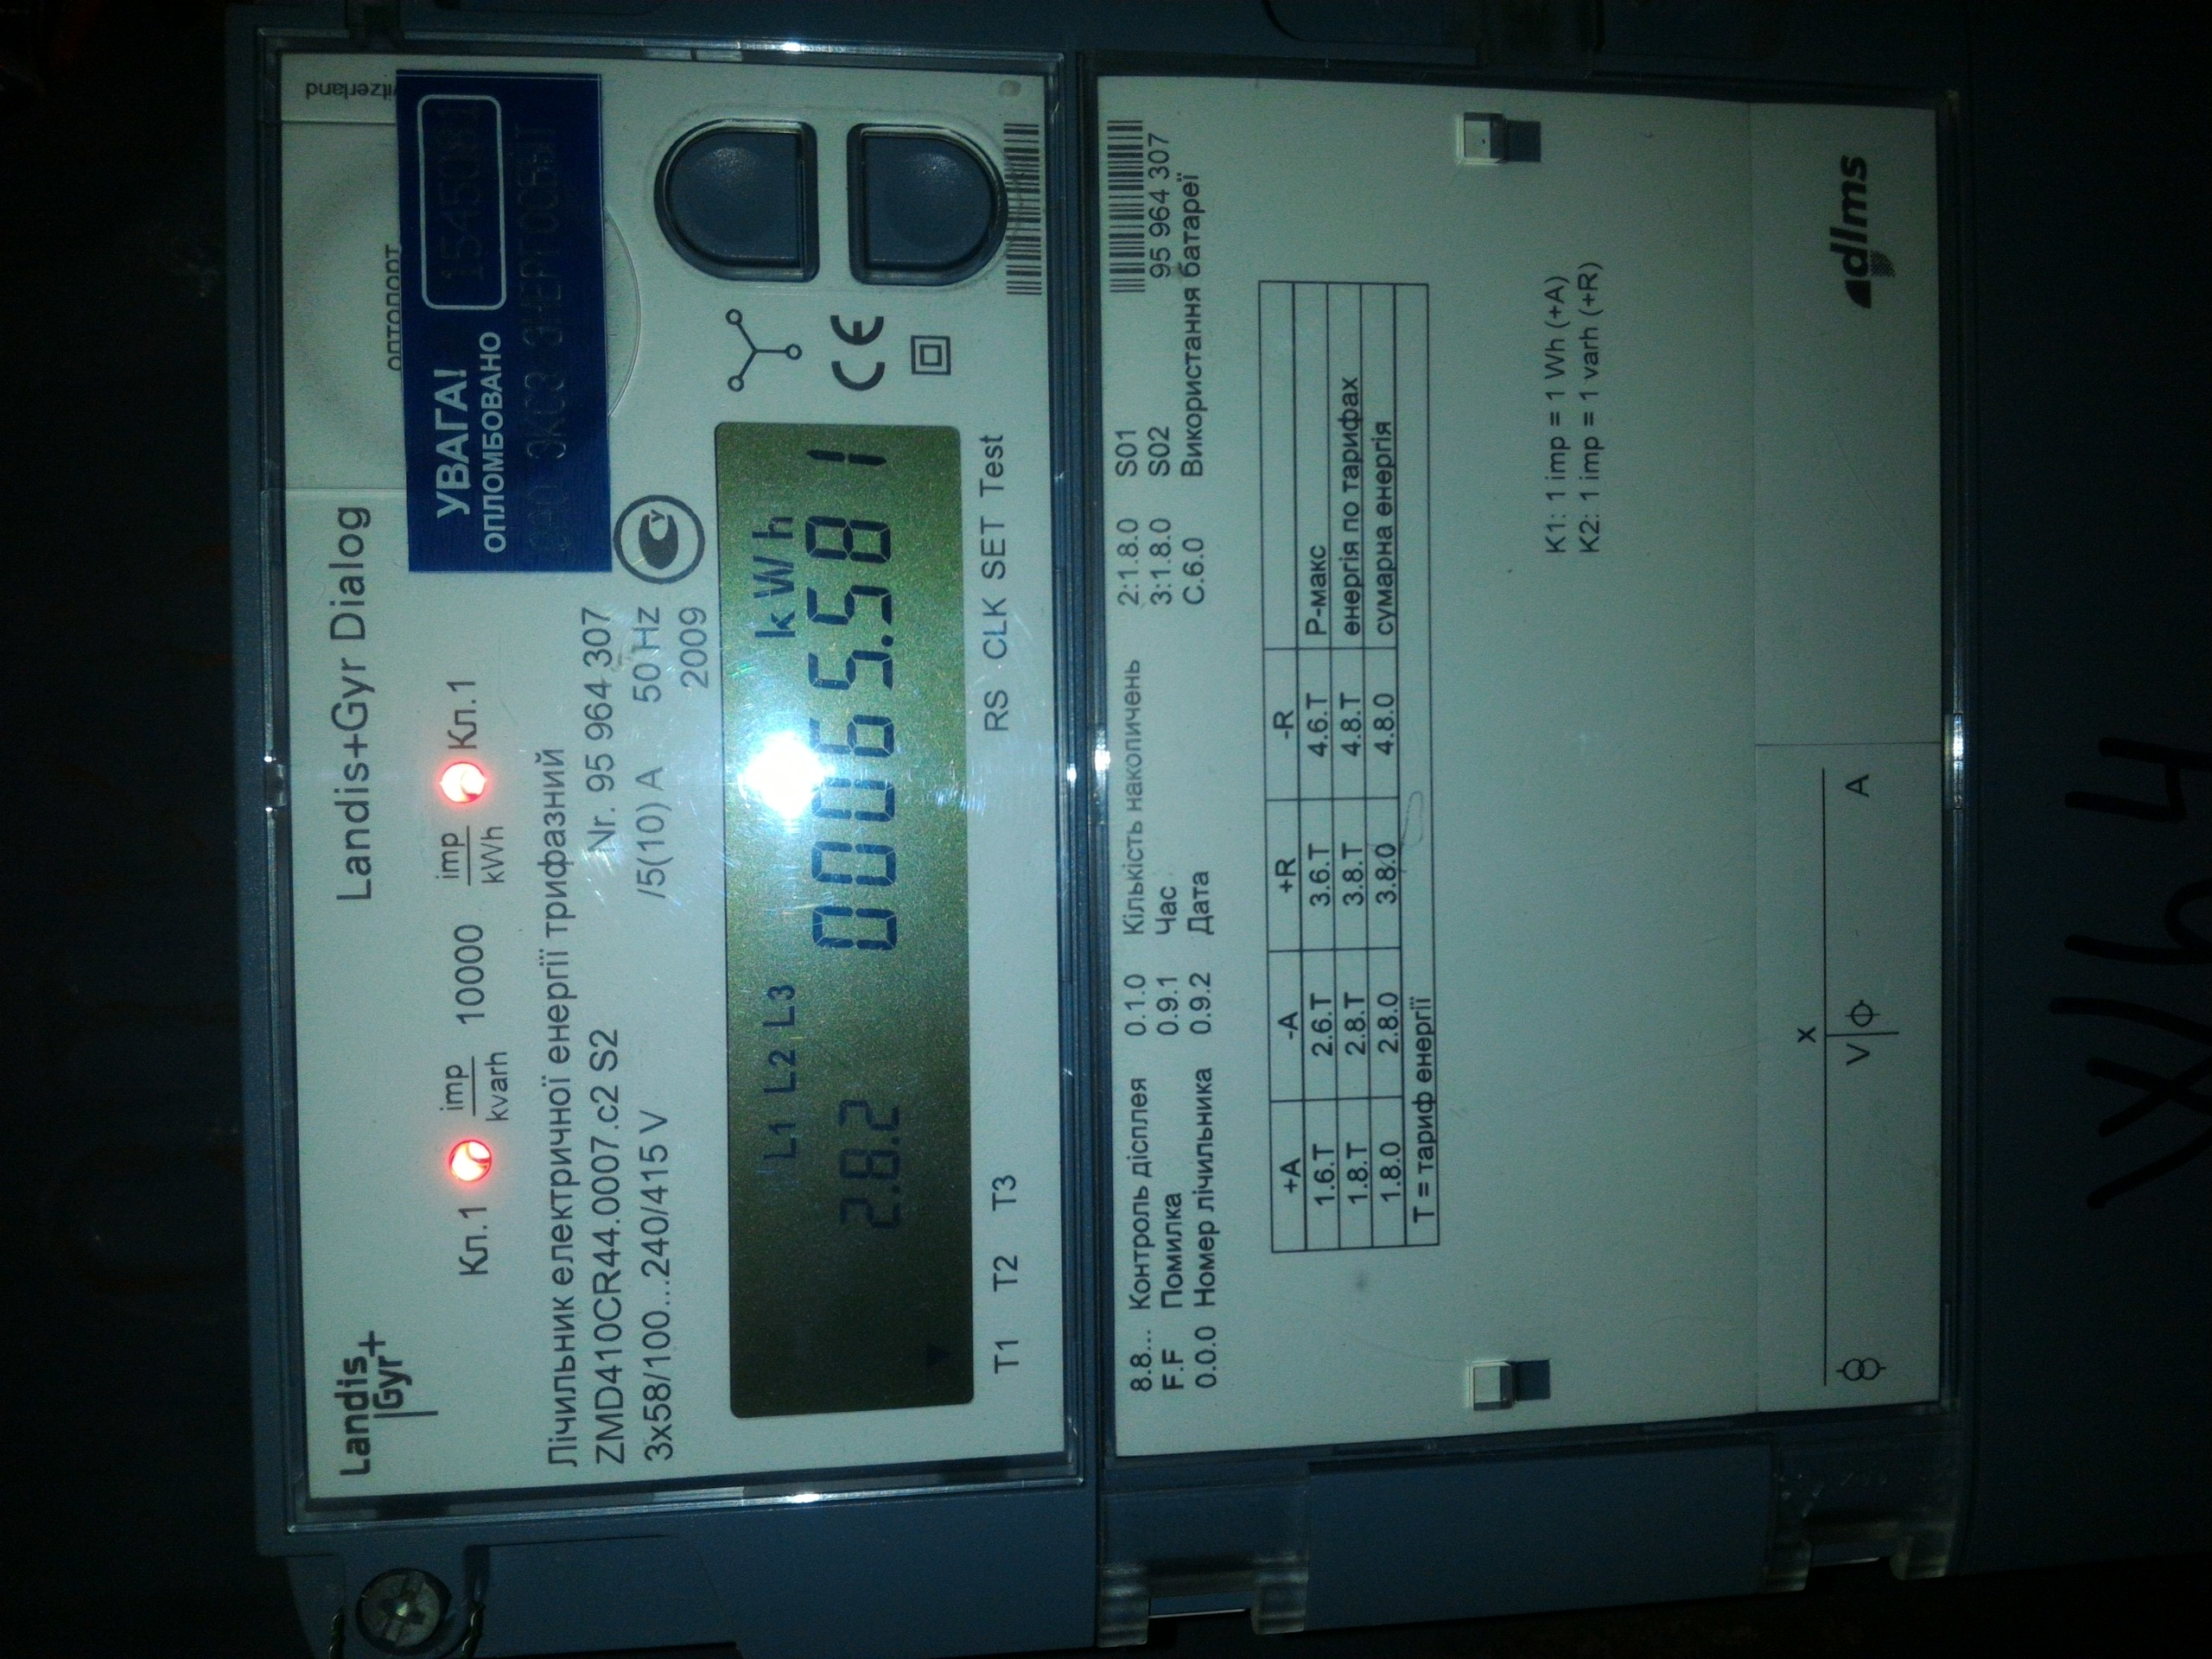 Landis
Gyr+
Landis+Gyr Dialog
оптопорт
Кл.1 imp/kvarh 10000 imp/kWh Кл.1
УВАГА!
ОПЛОМБОВАНО
ЭНЕРГОСБЫТ
Лічильник електричної енергії трифазний
ZMD410CR44.0007.c2 S2 Nr. 95 964 307
3x58/100...240/415 V /5(10) A 50 Hz
2009
L1 L2 L3 kWh
2.8.2 00065.581
T1 T2 T3 RS CLK SET Test
CE
8.8... Контроль дісплея 0.1.0 Кількість накопичень 2:1.8.0 S01
F.F Помилка 0.9.1 Час 3:1.8.0 S02 95 964 307
0.0.0 Номер лічильника 0.9.2 Дата C.6.0 Використання батареї
+A -A +R -R
1.6.T 2.6.T 3.6.T 4.6.T Р-макс
1.8.T 2.8.T 3.8.T 4.8.T енергія по тарифах
1.8.0 2.8.0 3.8.0 4.8.0 сумарна енергія
T = тариф енергії
K1: 1 imp = 1 Wh (+A)
K2: 1 imp = 1 varh (+R)
x
V A
dlms
Wh 4